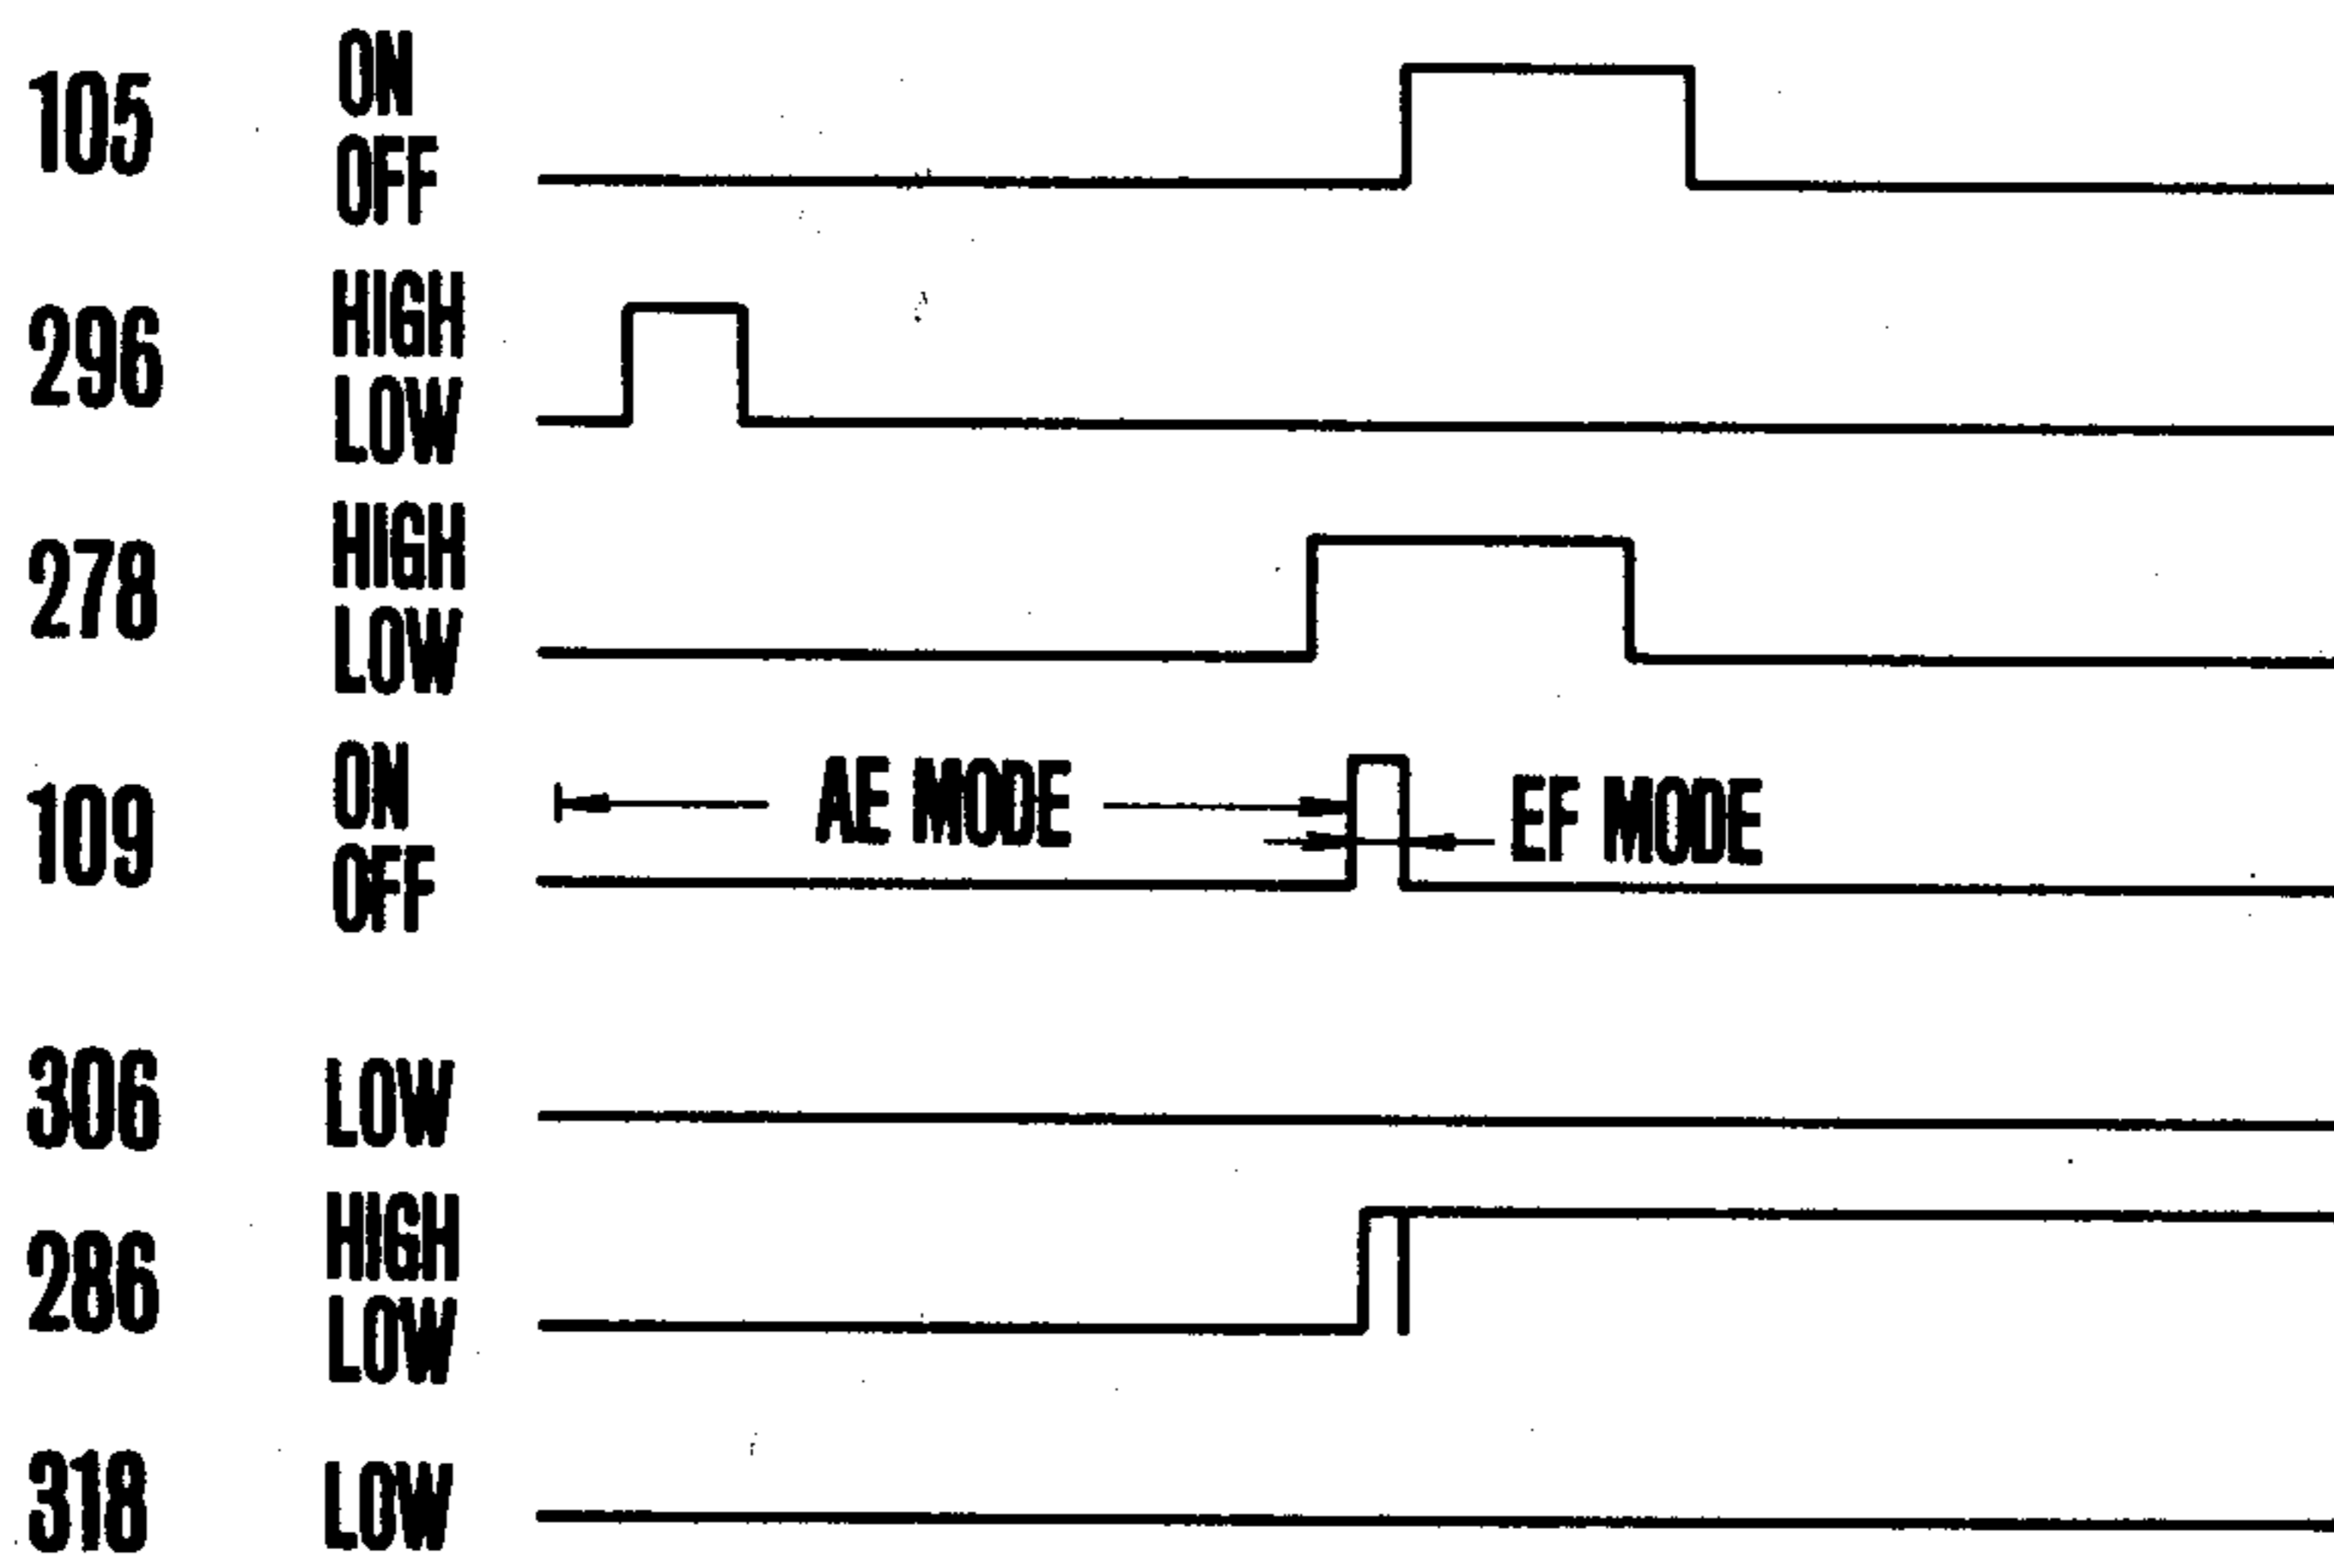 105 ON
OFF
296 HIGH
LOW
278 HIGH
LOW
109 ON
OFF
AE MODE
EF MODE
306 LOW
286 HIGH
LOW
318 LOW